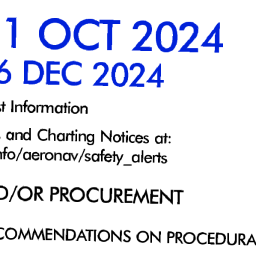 1 OCT 2024
6 DEC 2024
st Information
and Charting Notices at:
nfo/aeronav/safety_alerts
D/OR PROCUREMENT
COMMENDATIONS ON PROCEDURA